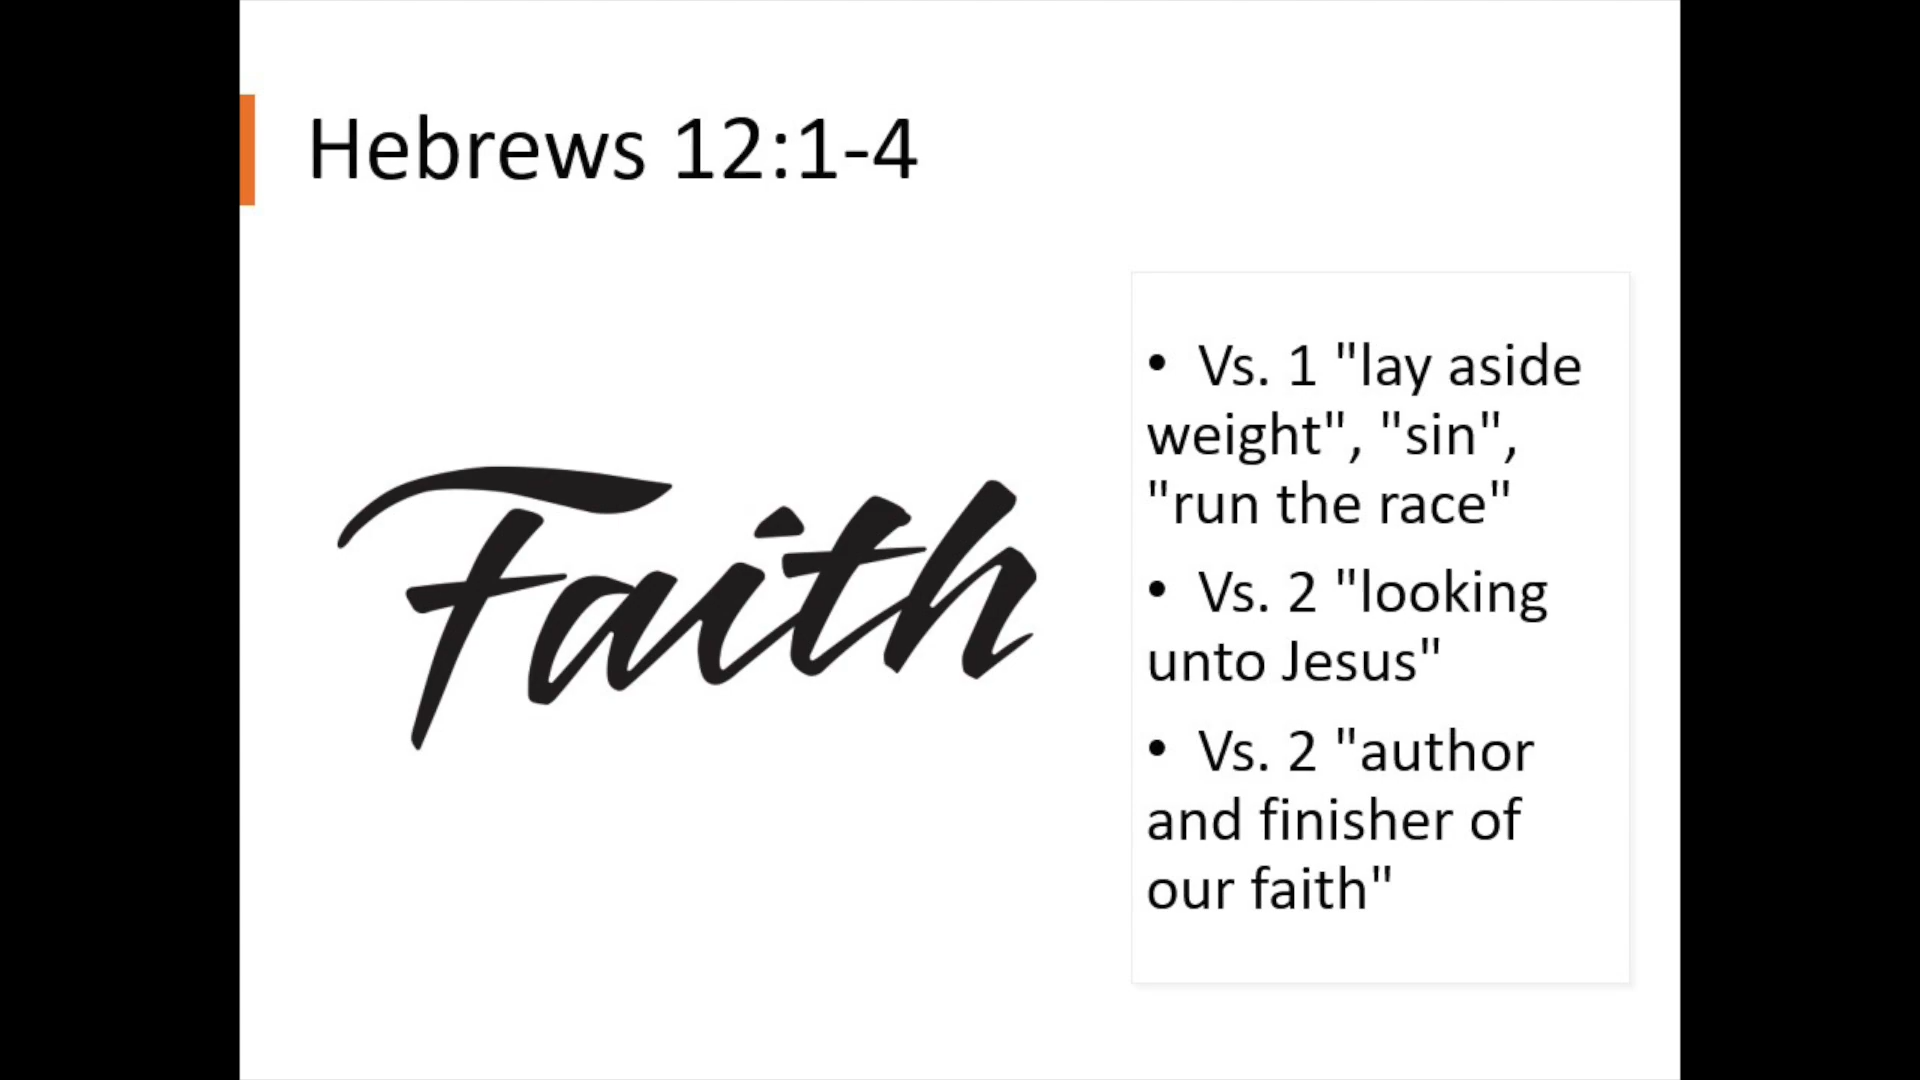 Hebrews 12:1-4
Faith
• Vs. 1 "lay aside
weight", "sin",
"run the race"
• Vs. 2 "looking
unto Jesus"
• Vs. 2 "author
and finisher of
our faith"